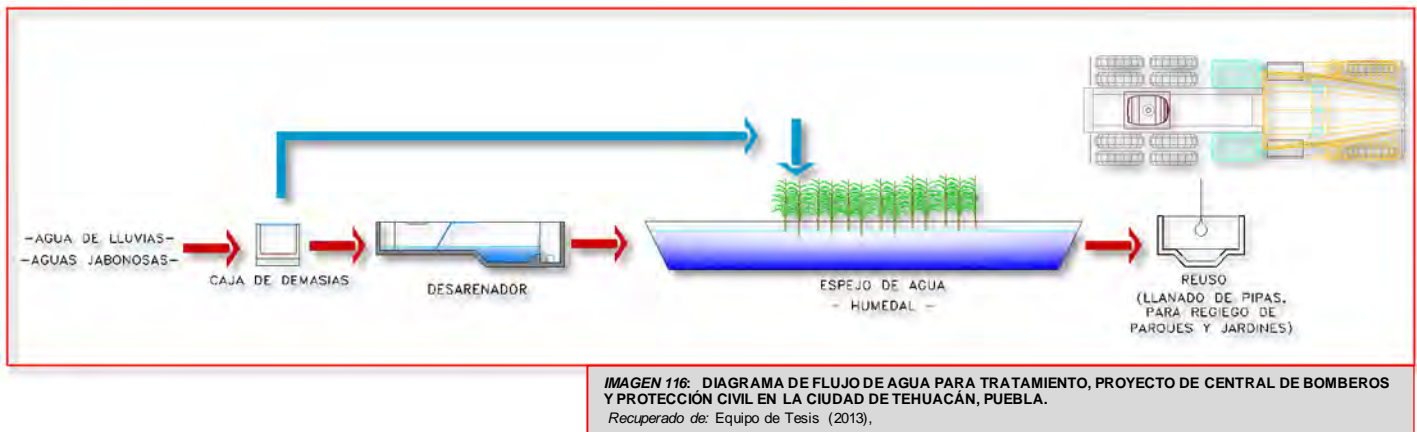 -AGUA DE LLUVIAS-
-AGUAS JABONOSAS-
CAJA DE DEMASIAS
DESARENADOR
ESPEJO DE AGUA
- HUMEDAL -
REUSO
(LLANADO DE PIPAS,
PARA REGIEGO DE
PARQUES Y JARDINES)
IMAGEN 116: DIAGRAMA DE FLUJO DE AGUA PARA TRATAMIENTO, PROYECTO DE CENTRAL DE BOMBEROS
Y PROTECCIÓN CIVIL EN LA CIUDAD DE TEHUACÁN, PUEBLA.
Recuperado de: Equipo de Tesis (2013),